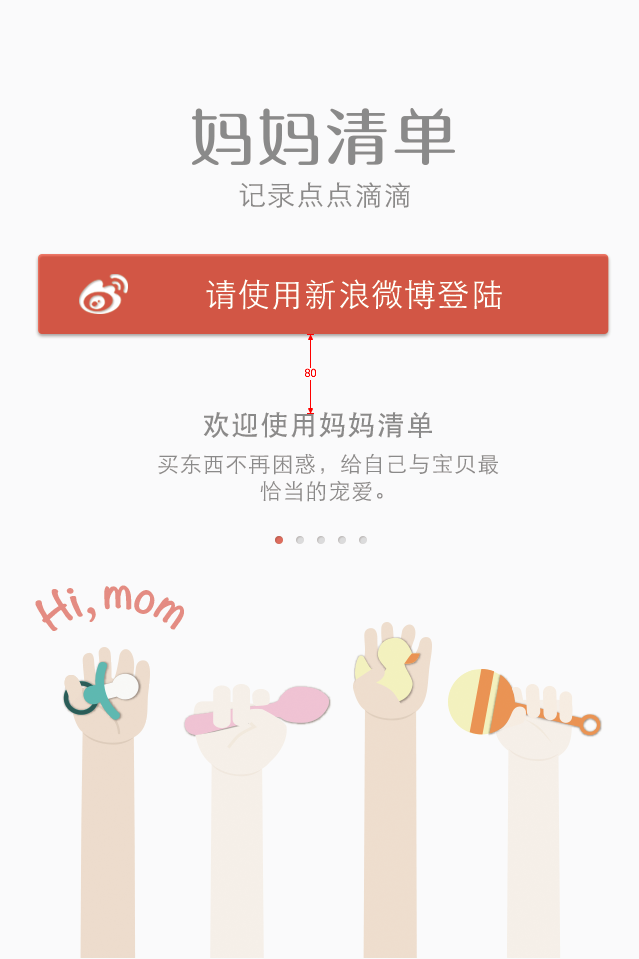 妈妈清单
记录点点滴滴
请使用新浪微博登陆
80
欢迎使用妈妈清单
买东西不再困惑，给自己与宝贝最
恰当的宠爱。
Hi, mom